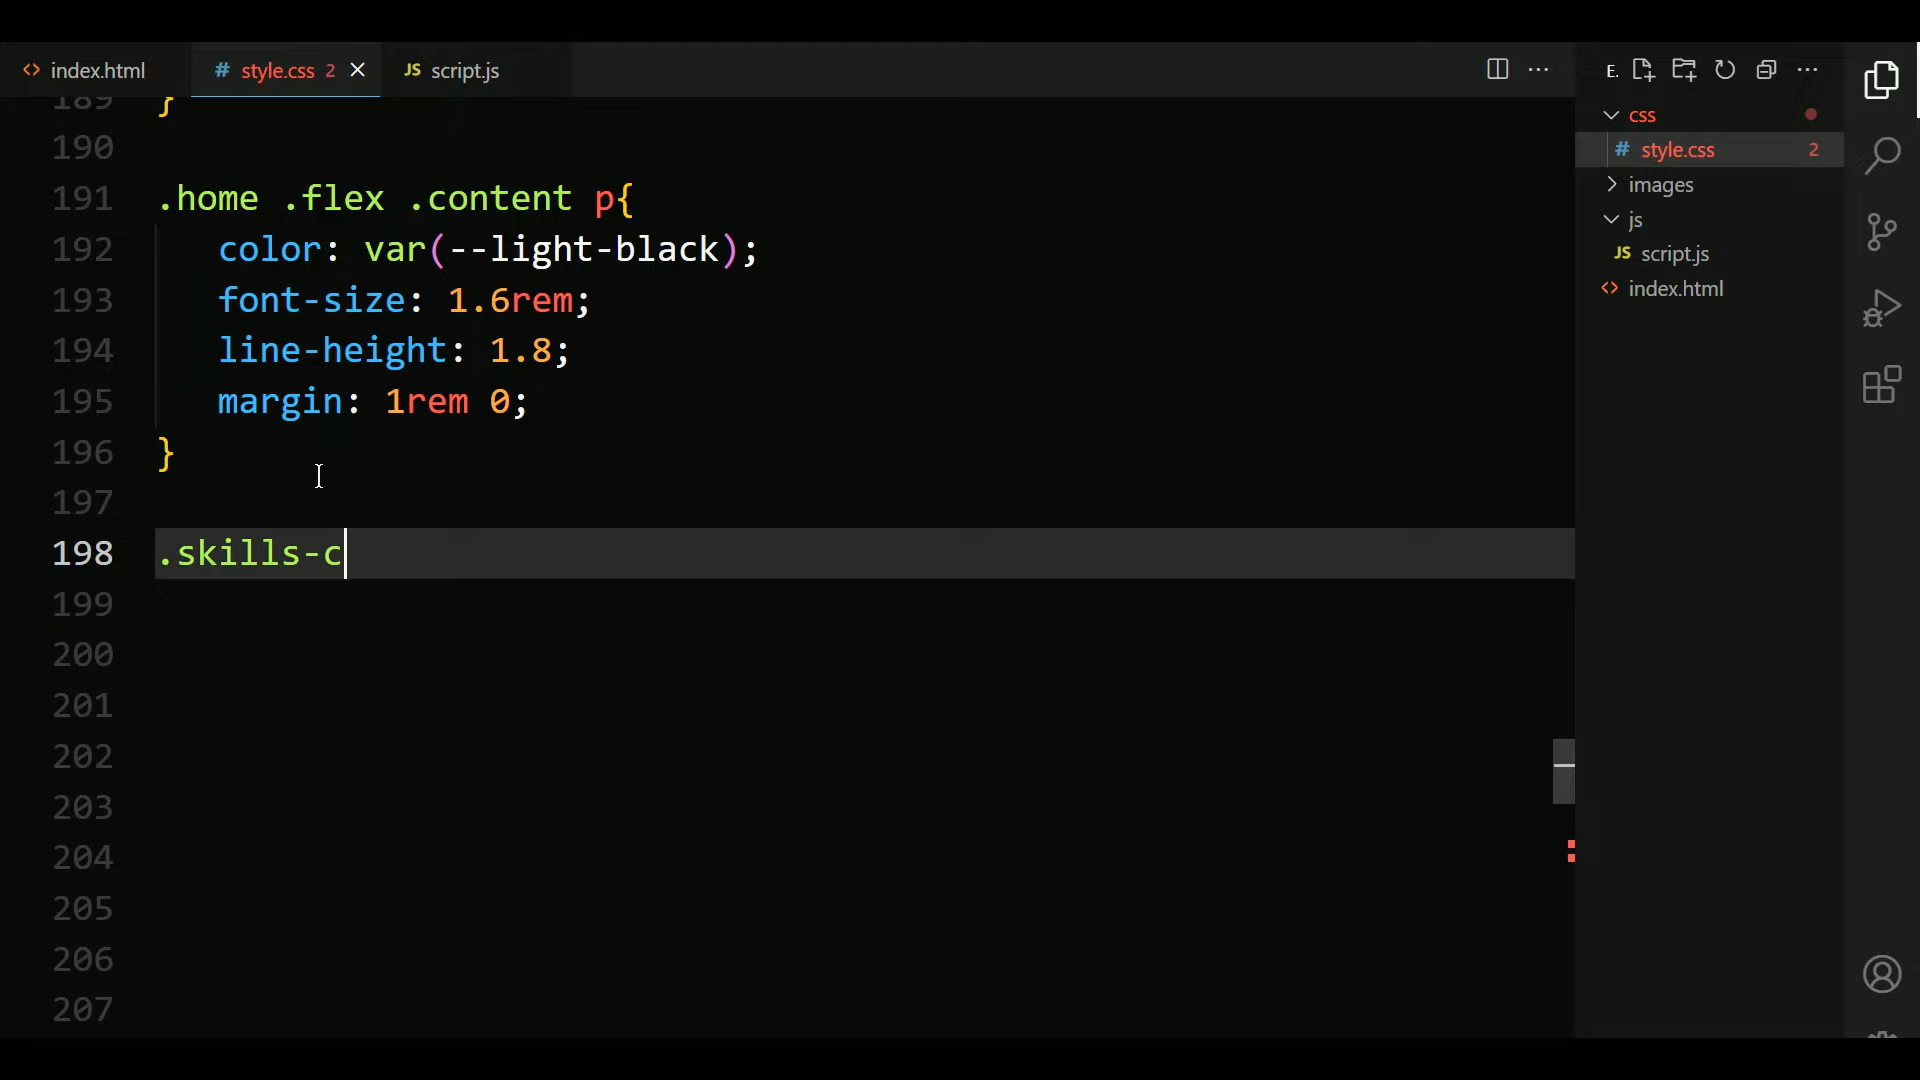 index.html
style.css 2
JS script.js
E.
189 }
190
191 .home .flex .content p{
192 color: var(--light-black);
193 font-size: 1.6rem;
194 line-height: 1.8;
195 margin: 1rem 0;
196 }
197
198 .skills-c
199
200
201
202
203
204
205
206
207
css
# style.css 2
images
js
JS script.js
index.html